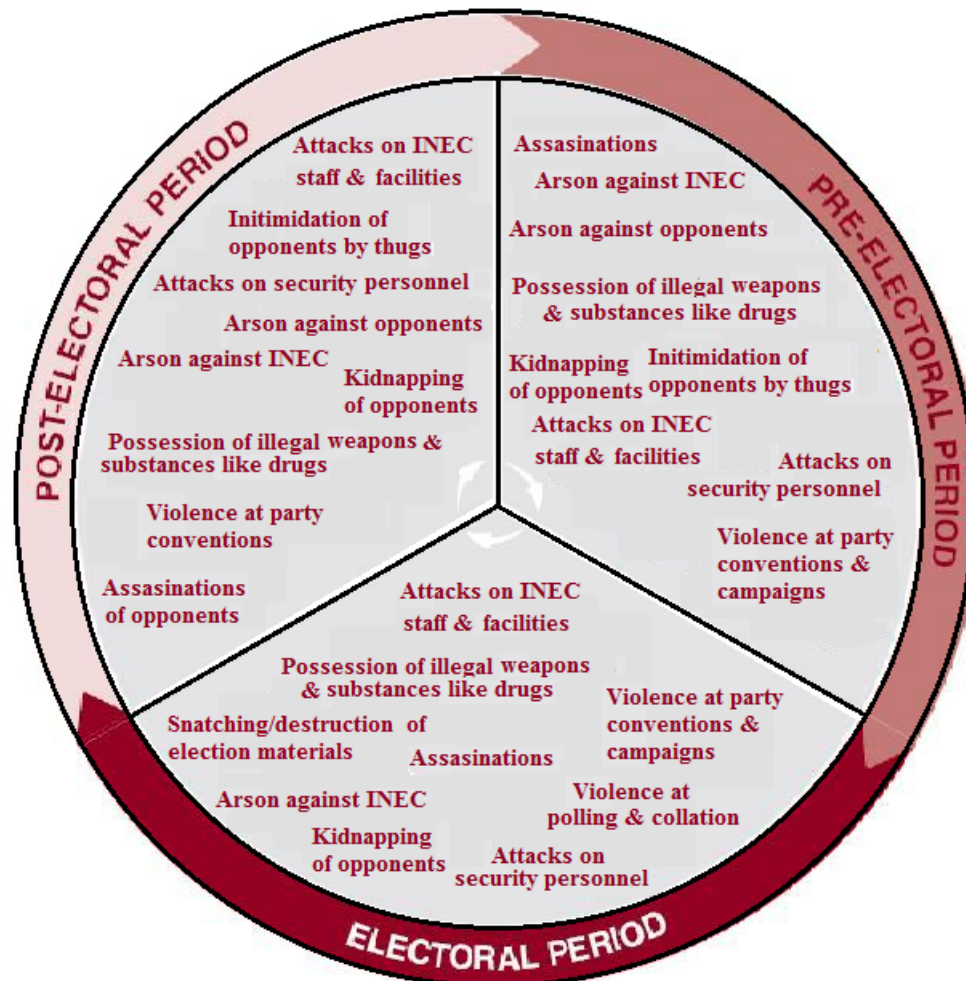 POST-ELECTORAL PERIOD
Attacks on INEC
staff & facilities
Initimidation of
opponents by thugs
Attacks on security personnel
Arson against opponents
Arson against INEC
Kidnapping
of opponents
Possession of illegal weapons &
substances like drugs
Violence at party
conventions
Assasinations
of opponents
PRE-ELECTORAL PERIOD
Assasinations
Arson against INEC
Arson against opponents
Possession of illegal weapons
& substances like drugs
Kidnapping
of opponents
Initimidation of
opponents by thugs
Attacks on INEC
staff & facilities
Attacks on
security personnel
Violence at party
conventions &
campaigns
Attacks on INEC
staff & facilities
Possession of illegal weapons
& substances like drugs
Violence at party
conventions &
campaigns
Snatching/destruction of
election materials
Assasinations
Arson against INEC
Violence at
polling & collation
Kidnapping
of opponents
Attacks on
security personnel
ELECTORAL PERIOD